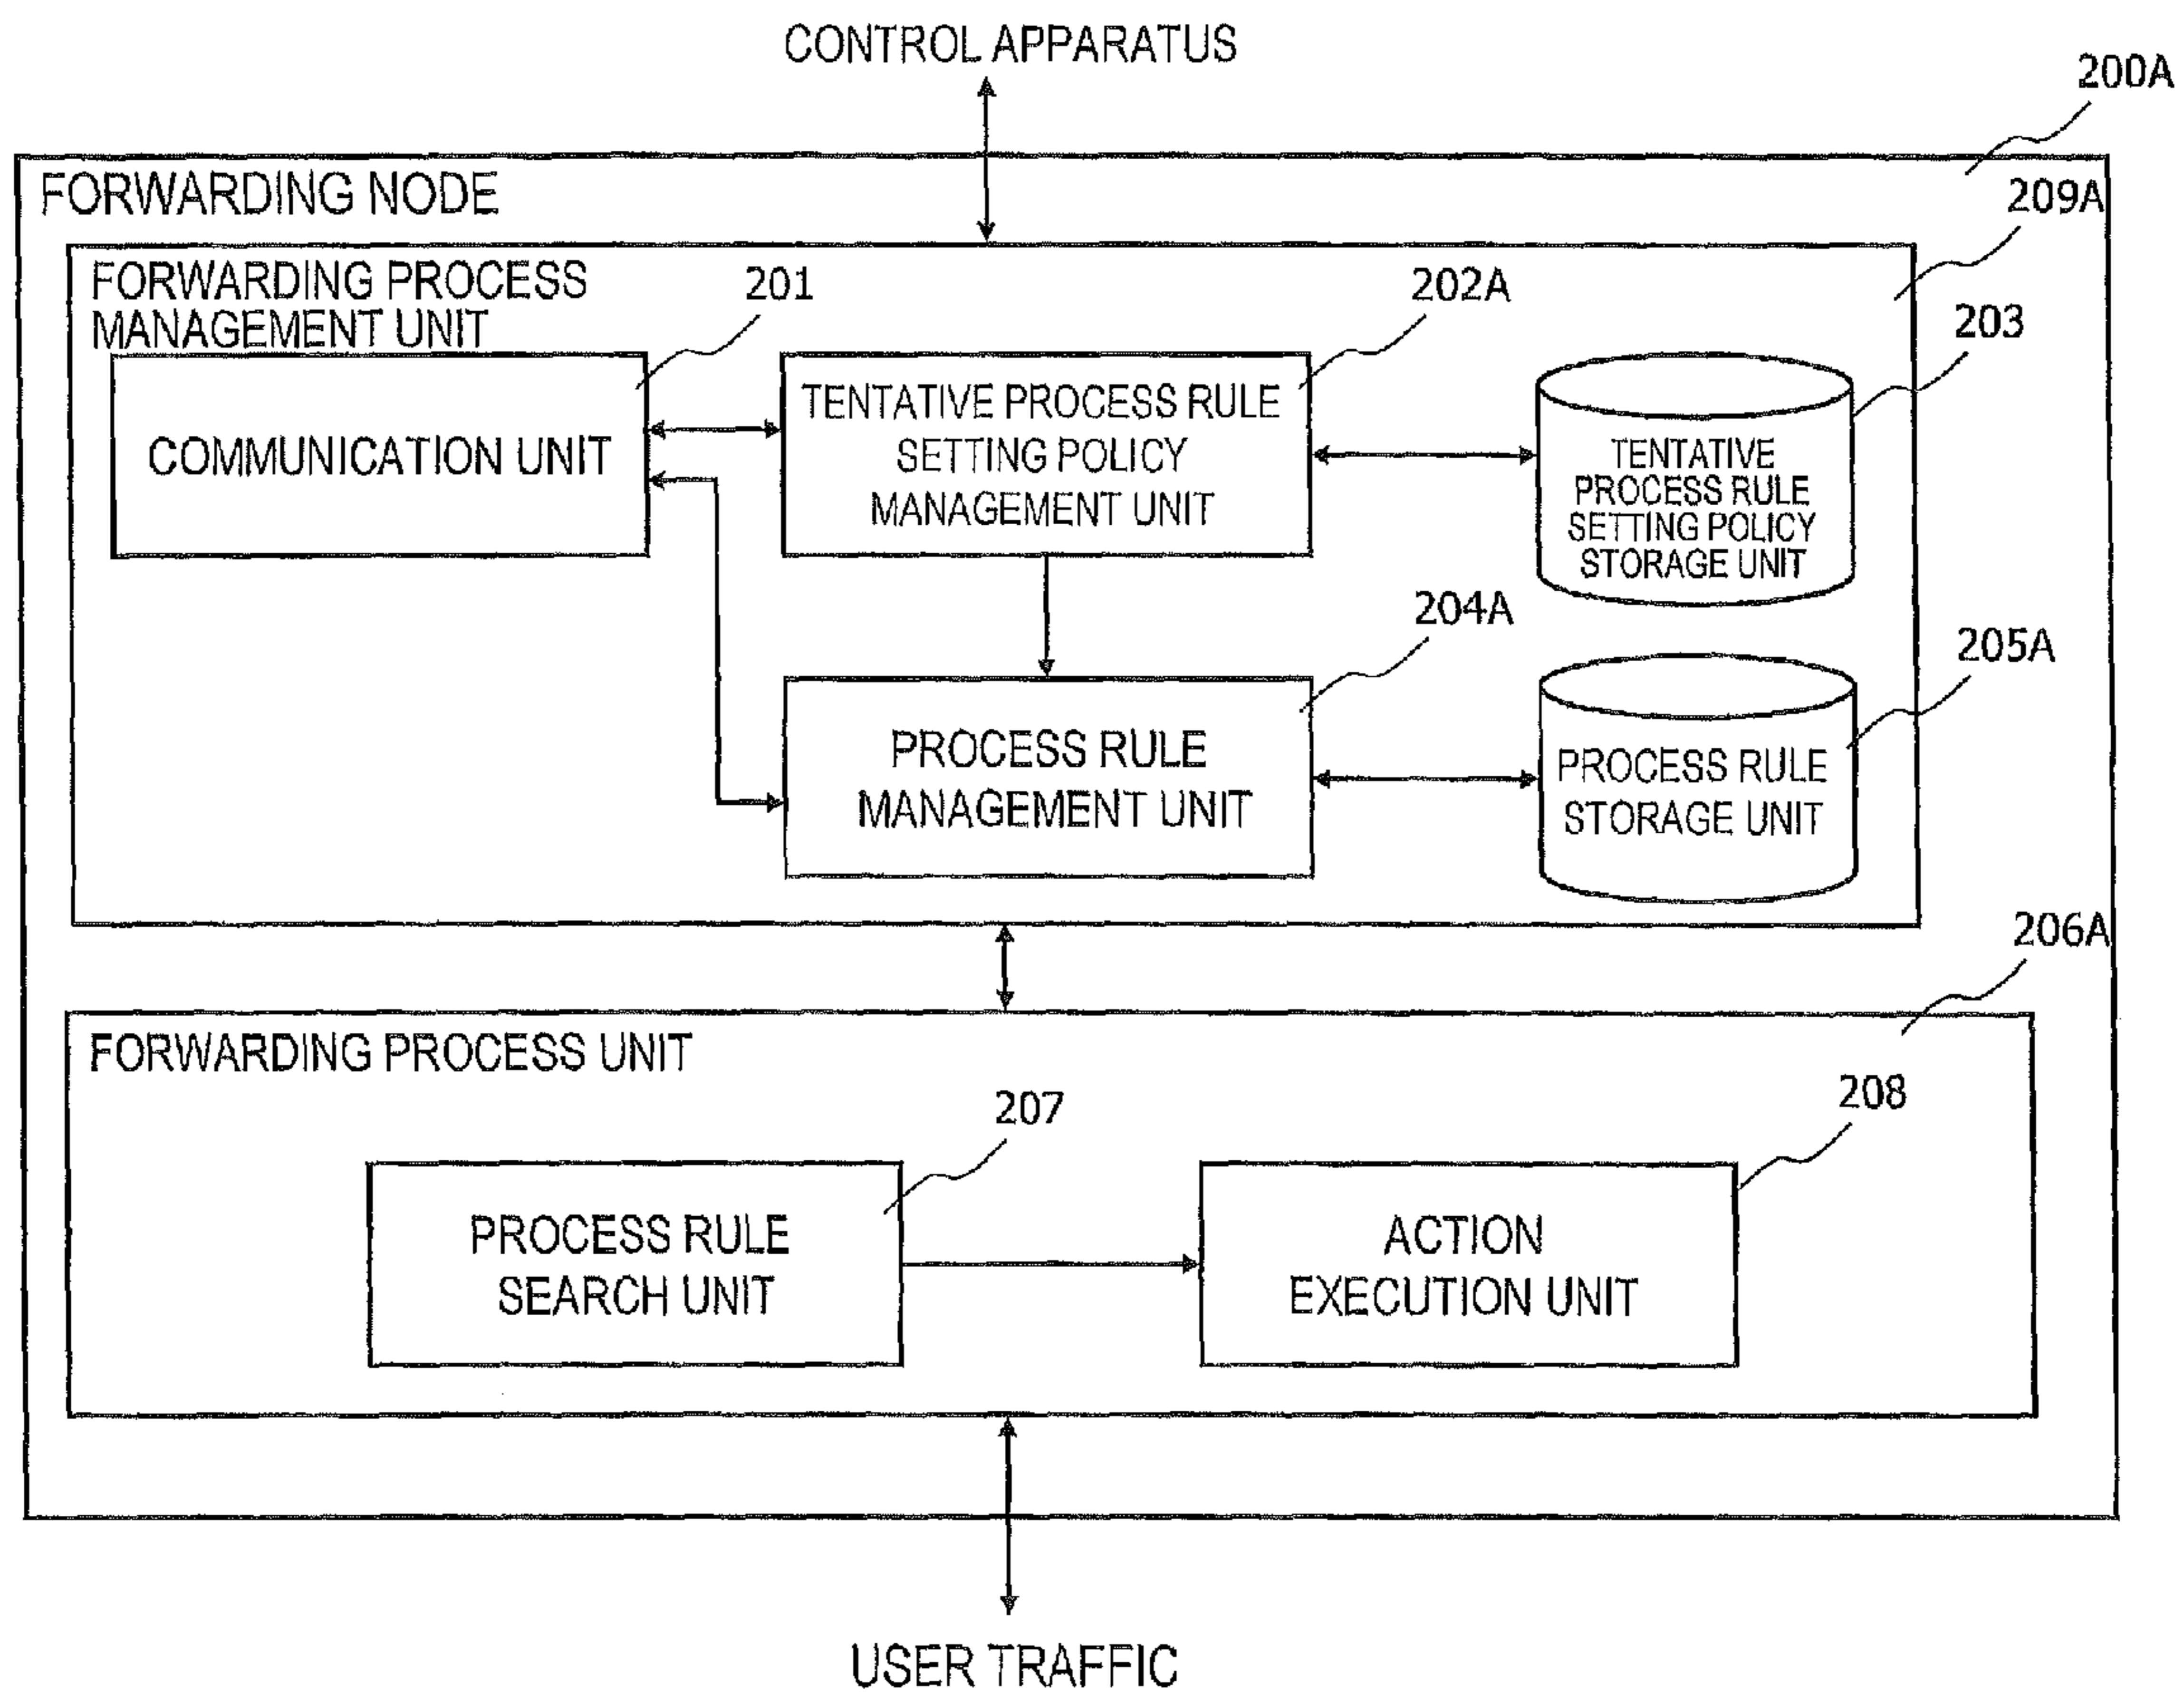 CONTROL APPARATUS
200A
FORWARDING NODE
209A
FORWARDING PROCESS
MANAGEMENT UNIT
201
202A
203
COMMUNICATION UNIT
TENTATIVE PROCESS RULE
SETTING POLICY
MANAGEMENT UNIT
TENTATIVE
PROCESS RULE
SETTING POLICY
STORAGE UNIT
204A
205A
PROCESS RULE
MANAGEMENT UNIT
PROCESS RULE
STORAGE UNIT
206A
FORWARDING PROCESS UNIT
207
208
PROCESS RULE
SEARCH UNIT
ACTION
EXECUTION UNIT
USER TRAFFIC